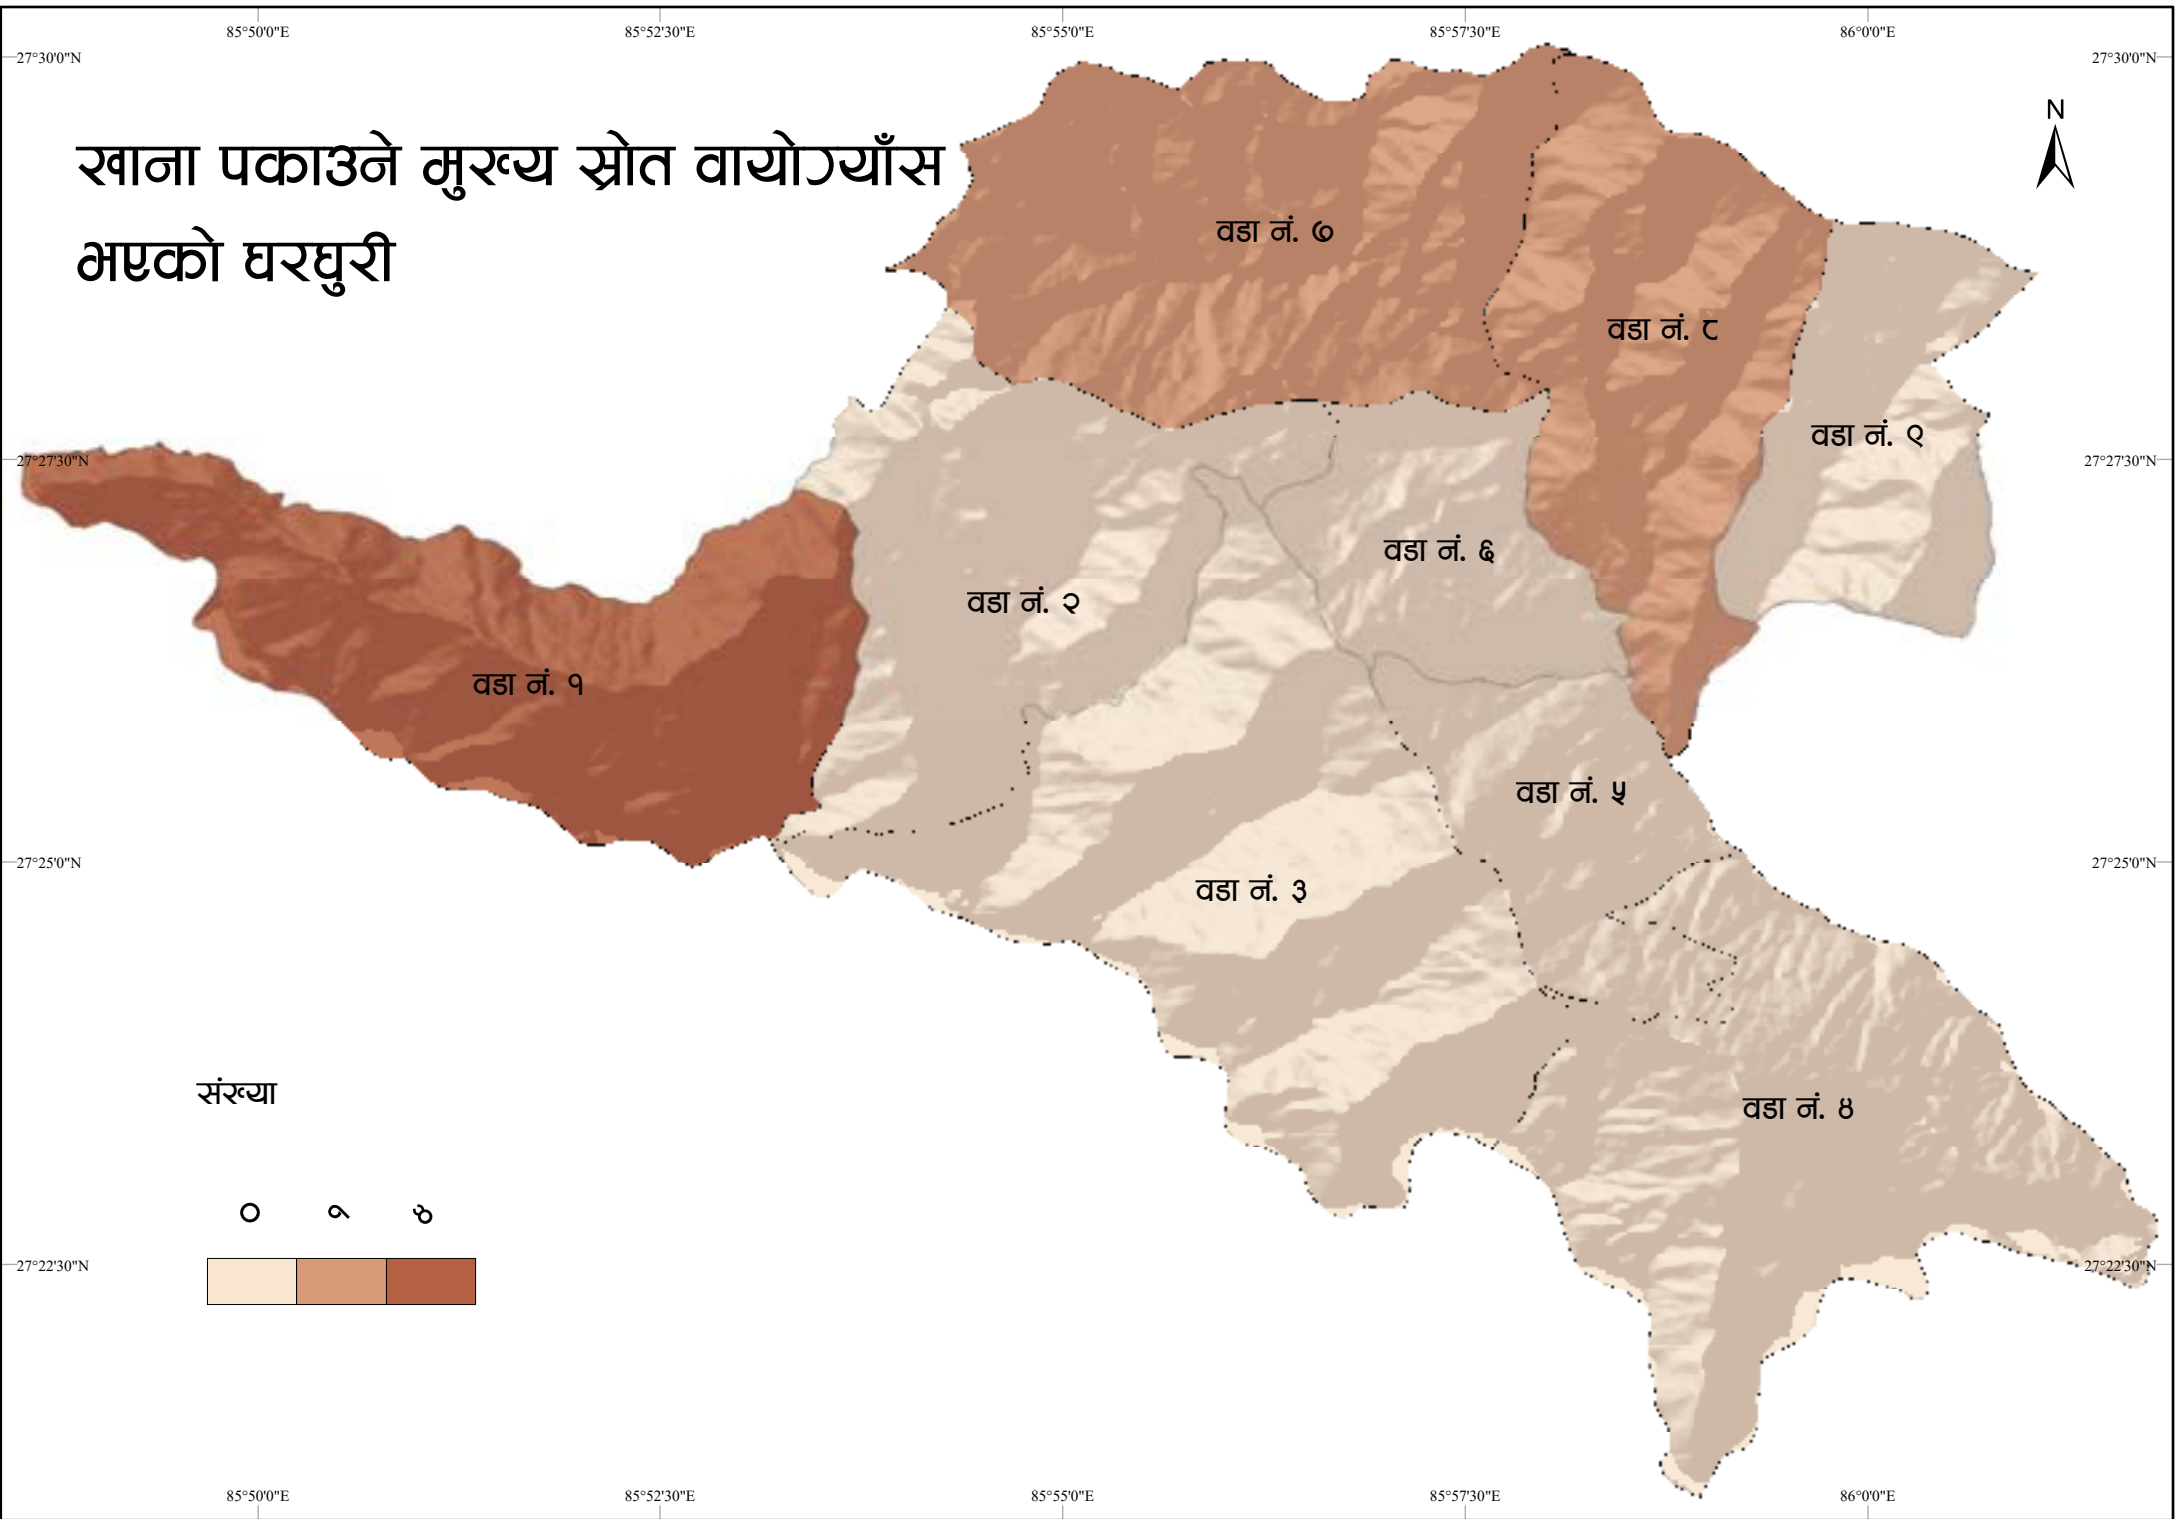 85°50'0"E 85°52'30"E 85°55'0"E 85°57'30"E 86°0'0"E
27°30'0"N 27°30'0"N
N
खाना पकाउने मुख्य स्रोत वायोग्याँस
भएको घरघुरी
वडा नं. ७
वडा नं. ८
वडा नं. ९
27°27'30"N 27°27'30"N
वडा नं. ६
वडा नं. २
वडा नं. १
वडा नं. ५
27°25'0"N 27°25'0"N
वडा नं. ३
संख्या
वडा नं. ४
० १ ४
27°22'30"N 27°22'30"N
85°50'0"E 85°52'30"E 85°55'0"E 85°57'30"E 86°0'0"E